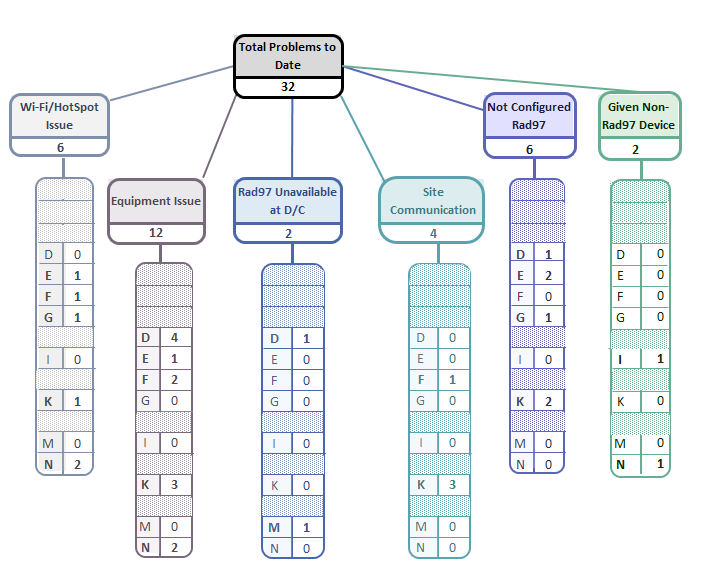 Total Problems to
Date
32
Wi-Fi/HotSpot
Issue
6
D 0
E 1
F 1
G 1
I 0
K 1
M 0
N 2
Equipment Issue
12
D 4
E 1
F 2
G 0
I 0
K 3
M 0
N 2
Rad97 Unavailable
at D/C
2
D 1
E 0
F 0
G 0
I 0
K 0
M 1
N 0
Site
Communication
4
D 0
E 0
F 1
G 0
I 0
K 3
M 0
N 0
Not Configured
Rad97
6
D 1
E 2
F 0
G 1
I 0
K 2
M 0
N 0
Given Non-
Rad97 Device
2
D 0
E 0
F 0
G 0
I 1
K 0
M 0
N 1